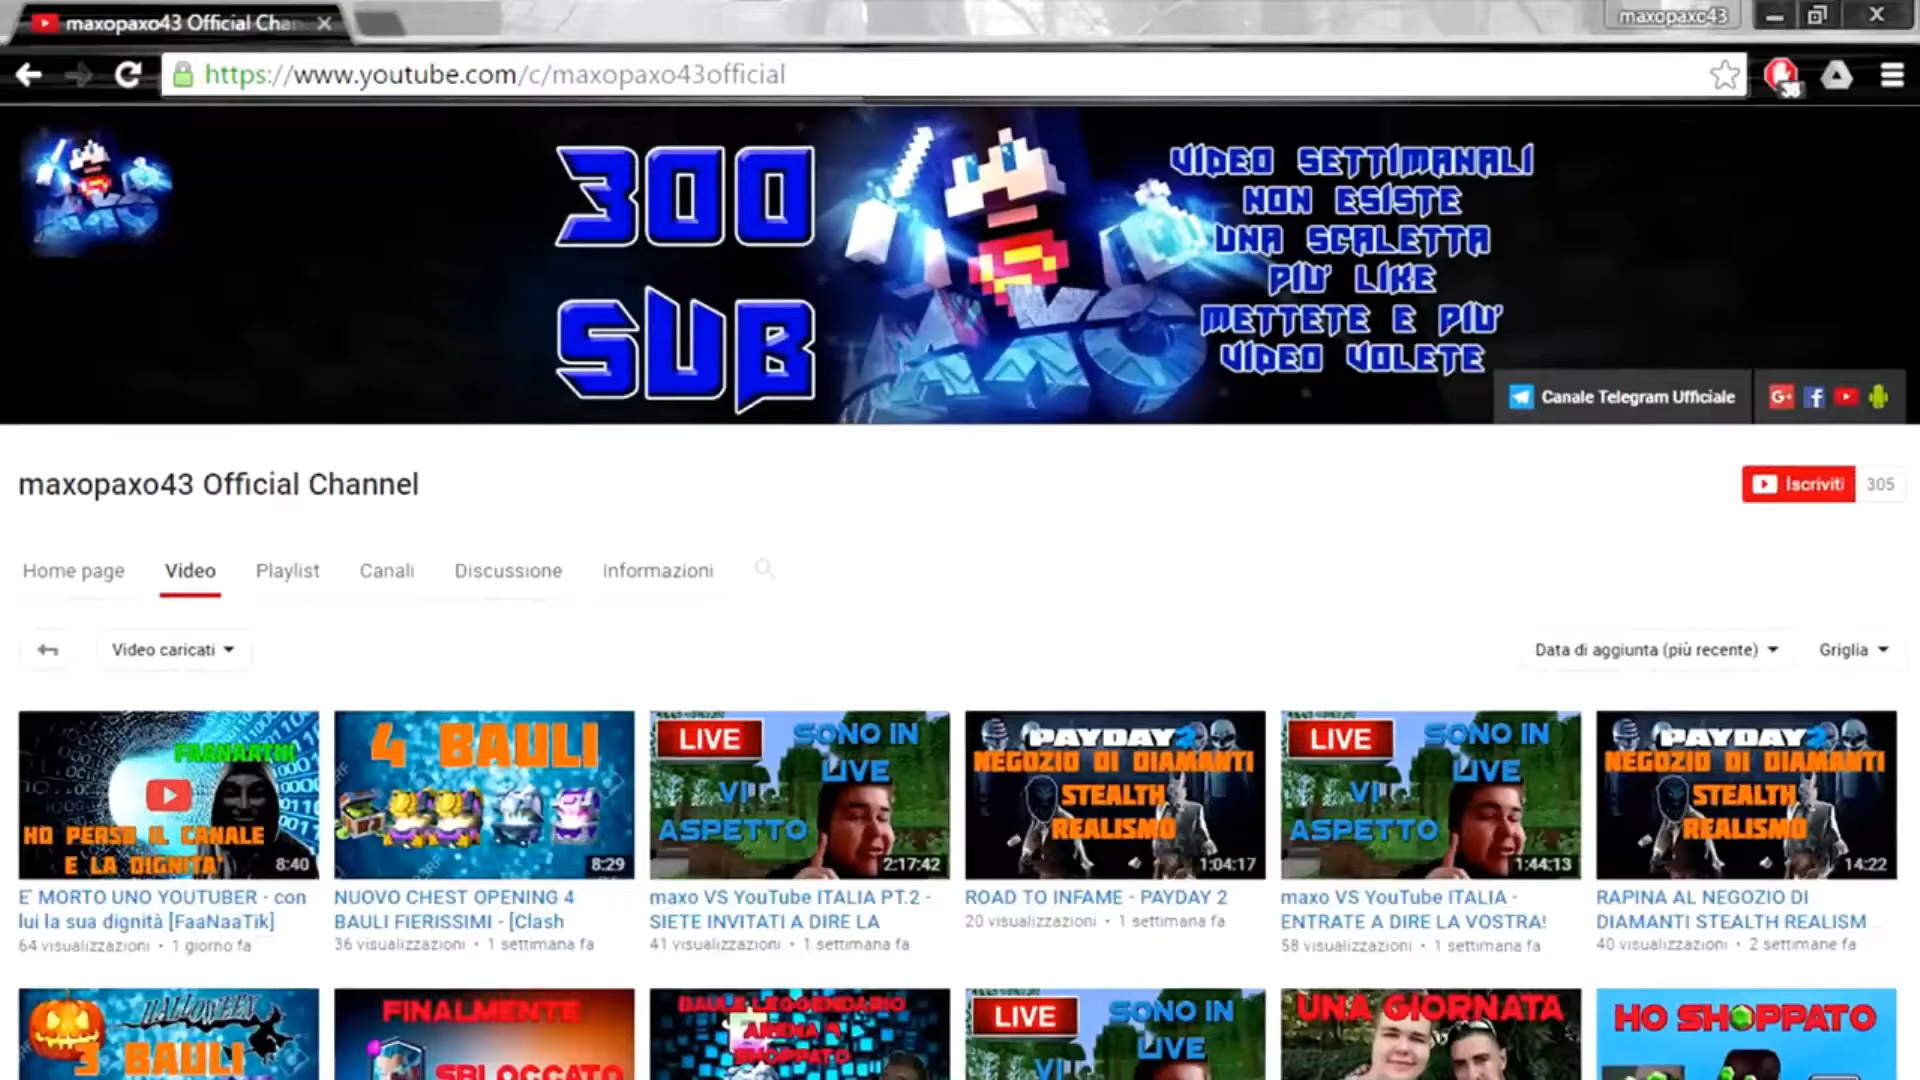 maxopaxo43 Official Chan
maxopaxo43
https://www.youtube.com/c/maxopaxo43official
38
300
SUB
VIDEO SETTIMANALI
NON ESISTE
UNA SCALETTA
PIU' LIKE
METTETE E PIU'
VIDEO VOLETE
Canale Telegram Ufficiale
maxopaxo43 Official Channel
Iscriviti 305
Home page Video Playlist Canali Discussione Informazioni
Video caricati
Data di aggiunta (più recente) Griglia
FAANAATIK
HO PERSO IL CANALE
E LA DIGNITA'
8:40
E' MORTO UNO YOUTUBER - con
lui la sua dignità [FaaNaaTik]
64 visualizzazioni • 1 giorno fa
4 BAULI
8:29
NUOVO CHEST OPENING 4
BAULI FIERISSIMI - [Clash
36 visualizzazioni • 1 settimana fa
LIVE
SONO IN
LIVE
VI
ASPETTO
2:17:42
maxo VS YouTube ITALIA PT.2 -
SIETE INVITATI A DIRE LA
41 visualizzazioni • 1 settimana fa
PAYDAY 2
NEGOZIO DI DIAMANTI
STEALTH
REALISMO
1:04:17
ROAD TO INFAME - PAYDAY 2
20 visualizzazioni • 1 settimana fa
LIVE
SONO IN
LIVE
VI
ASPETTO
1:44:13
maxo VS YouTube ITALIA -
ENTRATE A DIRE LA VOSTRA!
58 visualizzazioni • 1 settimana fa
PAYDAY 2
NEGOZIO DI DIAMANTI
STEALTH
REALISMO
14:22
RAPINA AL NEGOZIO DI
DIAMANTI STEALTH REALISM
40 visualizzazioni • 2 settimane fa
HALLOWEEN
3 BAULI
FINALMENTE
SBLOCCATO
BAULE LEGGENDARIO
ARENA
SHOPPATO
LIVE
SONO IN
LIVE
VI
UNA GIORNATA
HO SHOPPATO